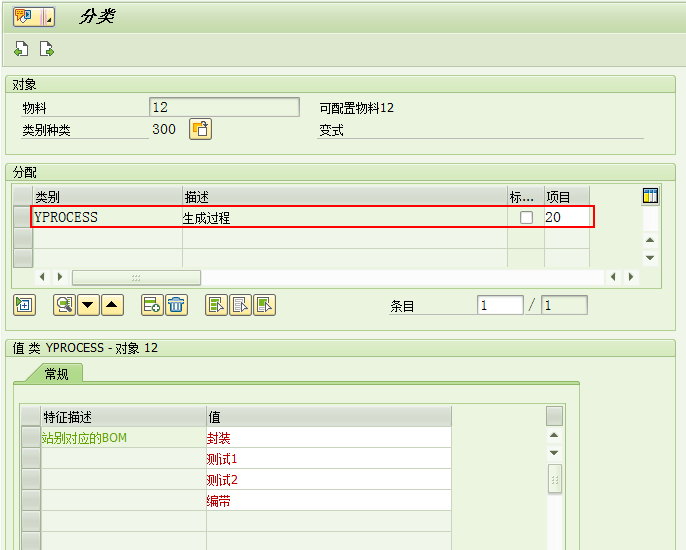 分类
对象
物料 12 可配置物料12
类别种类 300 变式
分配
类别 描述 标... 项目
YPROCESS 生成过程 20
条目 1 / 1
值 类 YPROCESS - 对象 12
常规
特征描述 值
站别对应的BOM 封装
测试1
测试2
编带